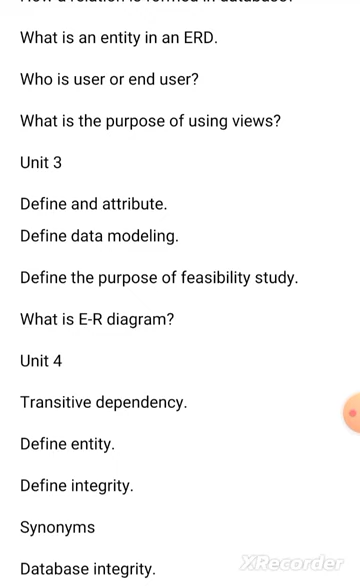 What is an entity in an ERD.
Who is user or end user?
What is the purpose of using views?
Unit 3
Define and attribute.
Define data modeling.
Define the purpose of feasibility study.
What is E-R diagram?
Unit 4
Transitive dependency.
Define entity.
Define integrity.
Synonyms
Database integrity.
XRecorder